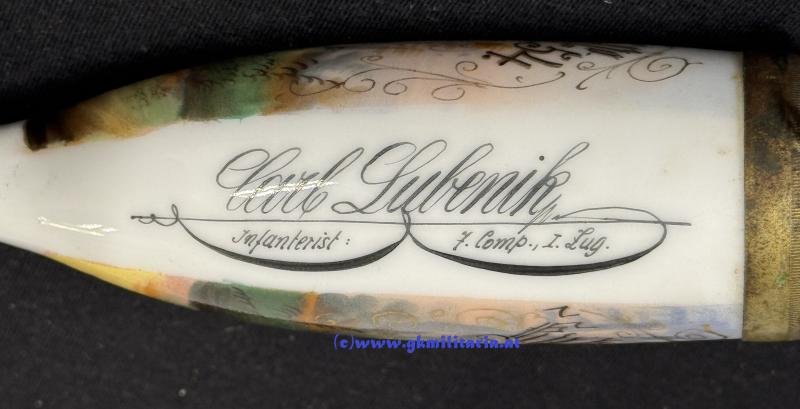 Carl Lubenik
Infanterist: 7. Comp., I. Zug.
(c)www.gkmilitaria.at